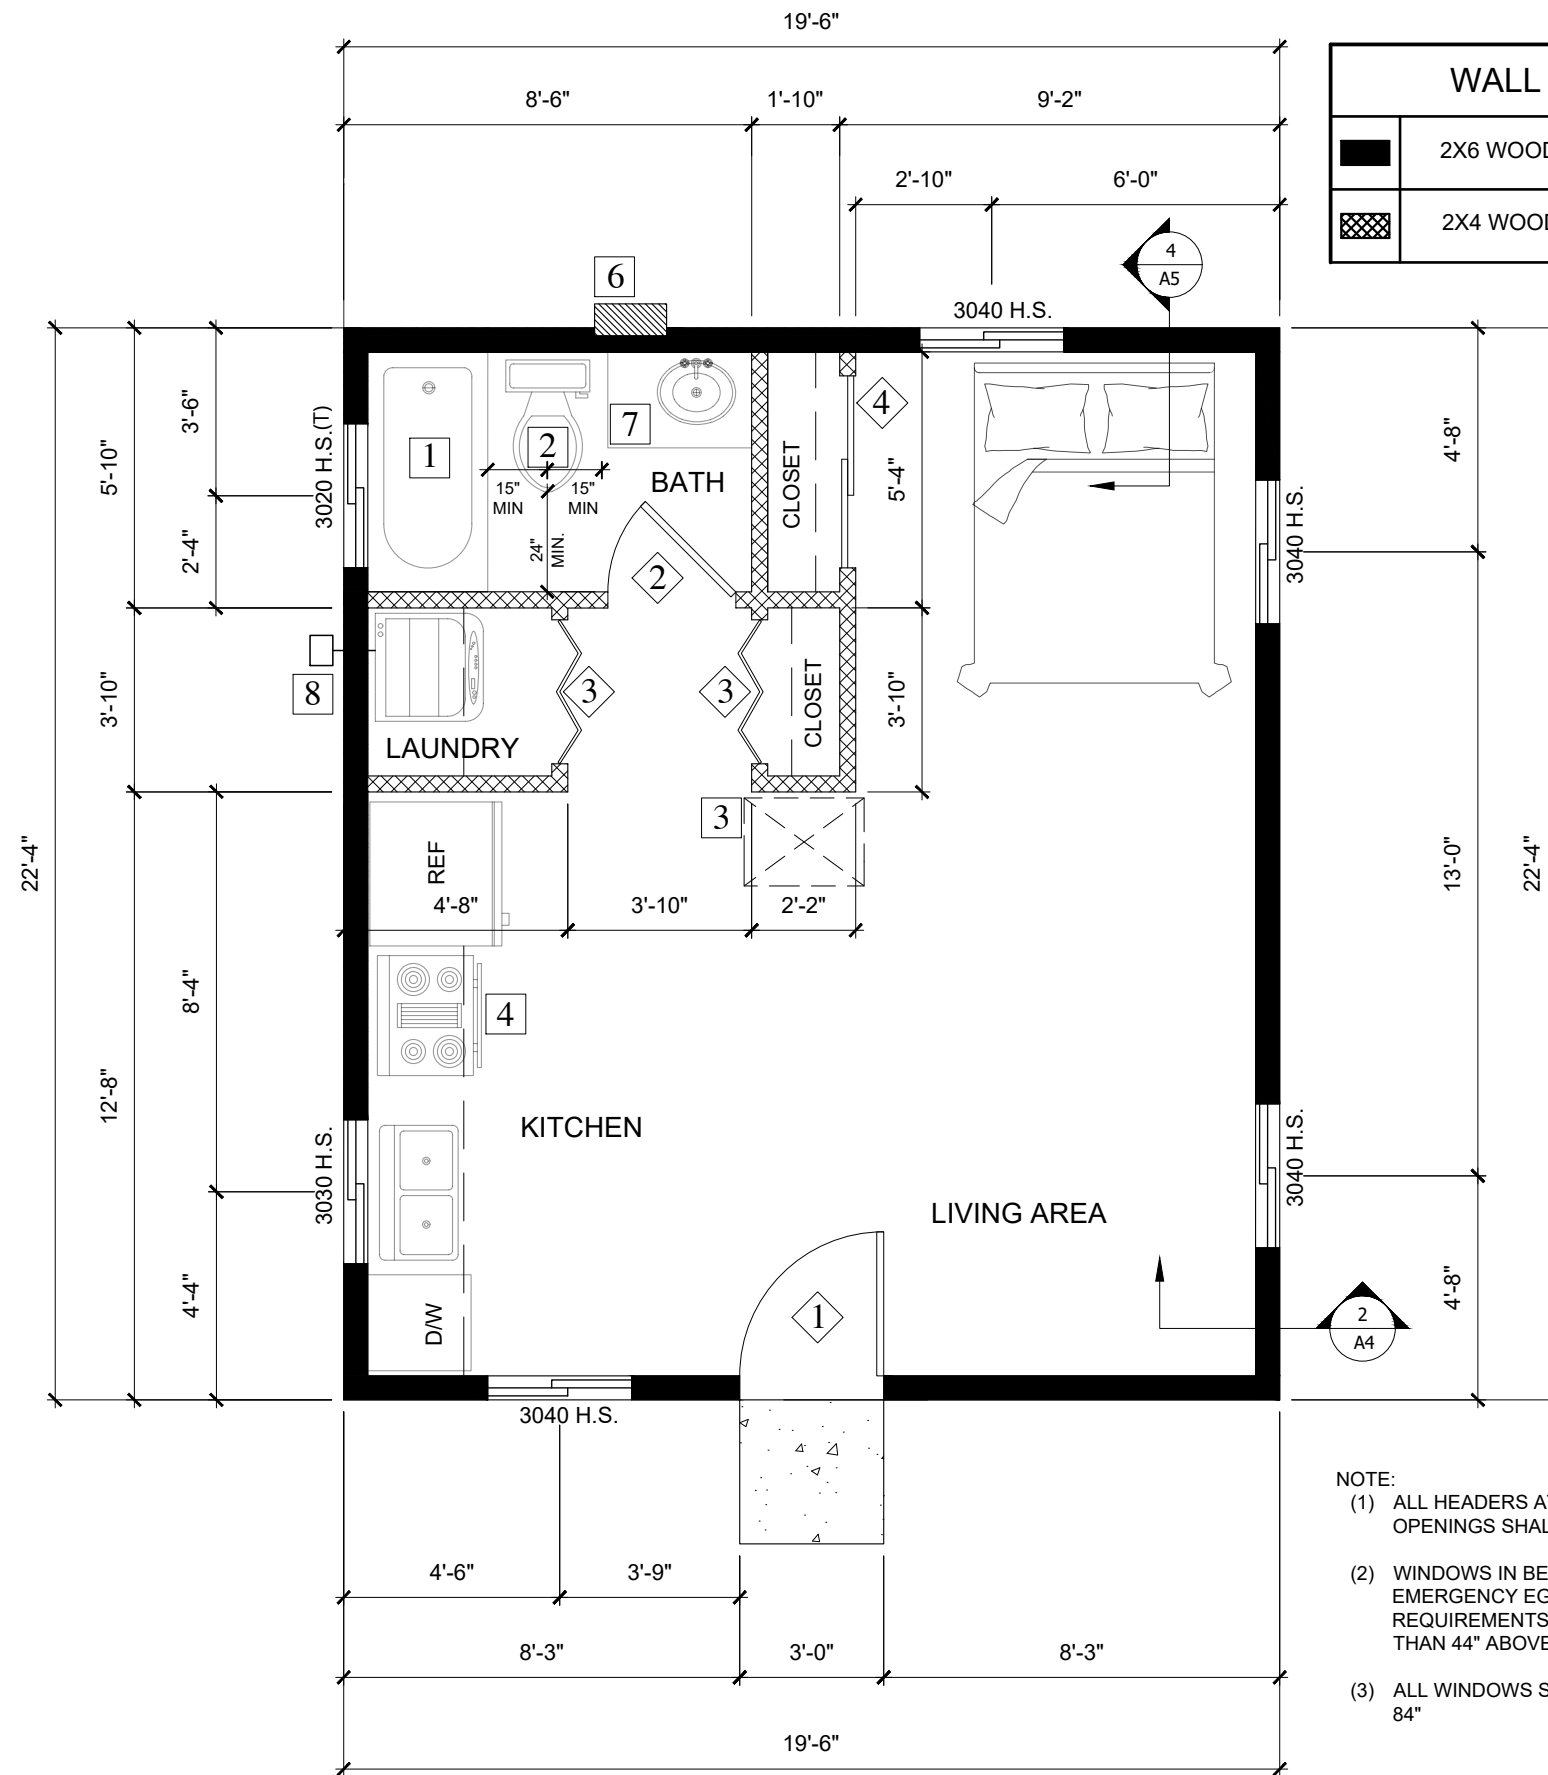 19'-6"
8'-6" 1'-10" 9'-2"
2'-10" 6'-0"
WALL
2X6 WOOD
2X4 WOOD
4
A5
6
3040 H.S.
22'-4"
5'-10"
3'-6"
2'-4"
3020 H.S.(T)
1
2
7
15"
MIN
15"
MIN
24"
MIN.
BATH
CLOSET
4
5'-4"
2
3040 H.S.
4'-8"
3'-10"
8
LAUNDRY
3
3
CLOSET
3'-10"
3
REF
4'-8" 3'-10" 2'-2"
13'-0"
22'-4"
12'-8"
8'-4"
4
KITCHEN
3030 H.S.
LIVING AREA
3040 H.S.
4'-4"
D/W
1
4'-8"
2
A4
3040 H.S.
4'-6" 3'-9"
8'-3" 3'-0" 8'-3"
19'-6"
NOTE:
(1) ALL HEADERS
OPENINGS
(2) WINDOWS IN
EMERGENCY
REQUIREMENTS
THAN 44" ABOVE
(3) ALL WINDOWS
84"